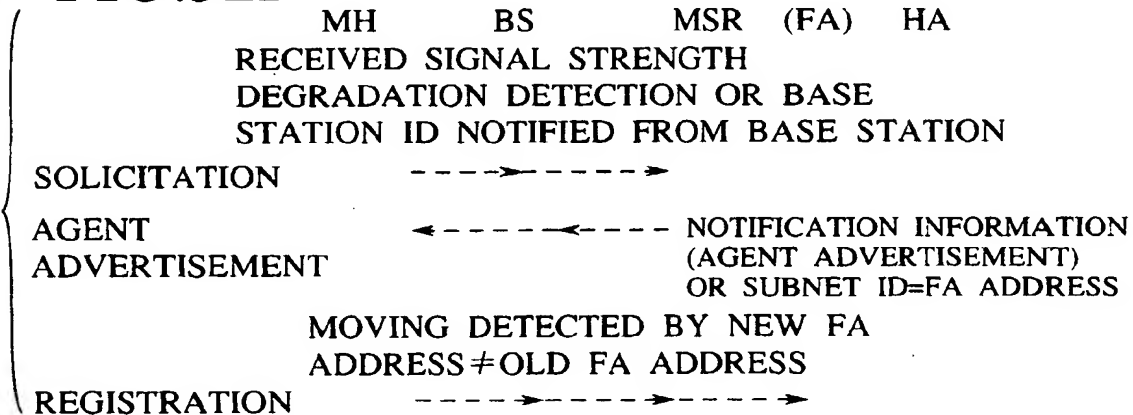 MH BS MSR (FA) HA
RECEIVED SIGNAL STRENGTH
DEGRADATION DETECTION OR BASE
STATION ID NOTIFIED FROM BASE STATION
SOLICITATION
AGENT
ADVERTISEMENT
NOTIFICATION INFORMATION
(AGENT ADVERTISEMENT)
OR SUBNET ID=FA ADDRESS
MOVING DETECTED BY NEW FA
ADDRESS≠OLD FA ADDRESS
REGISTRATION